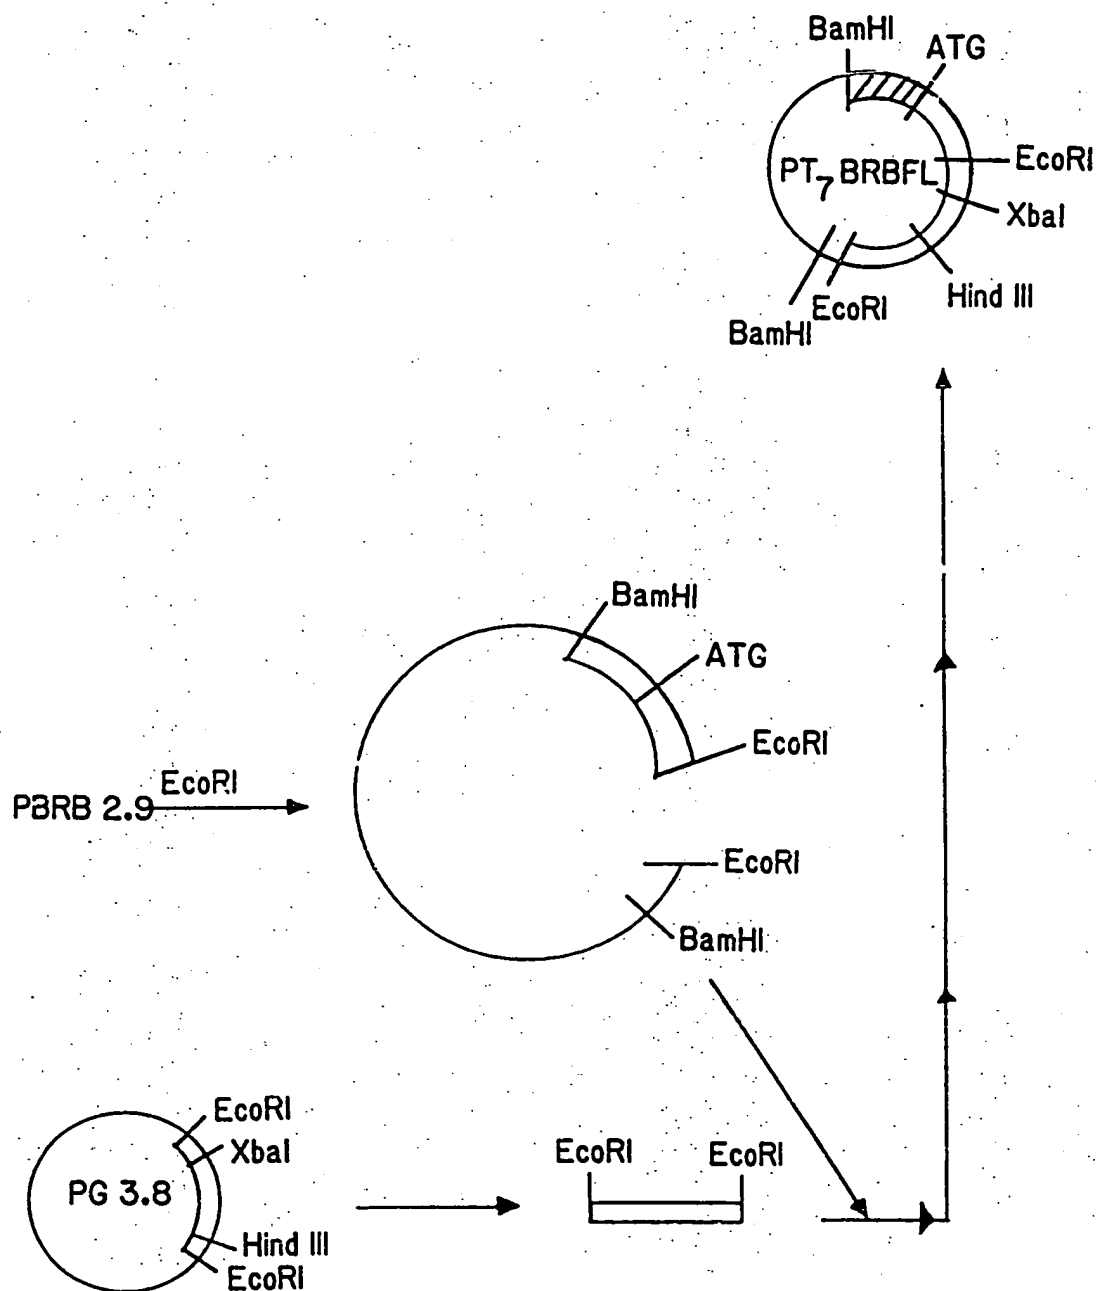 BamHI
ATG
EcoRI
PT7 BRBFL
XbaI
Hind III
EcoRI
BamHI
BamHI
ATG
EcoRI
EcoRI
PBRB 2.9
EcoRI
BamHI
EcoRI
XbaI
PG 3.8
Hind III
EcoRI
EcoRI
EcoRI